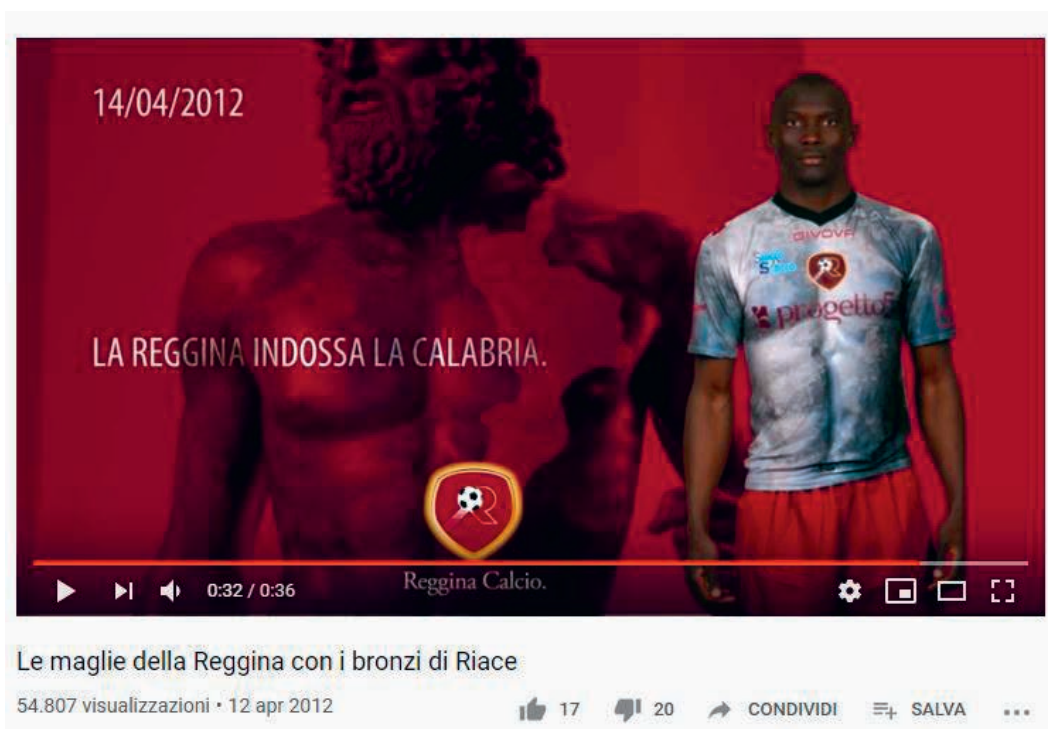 14/04/2012
GIVOVA
progetto5
LA REGGINA INDOSSA LA CALABRIA.
R
Reggina Calcio.
0:32 / 0:36
Le maglie della Reggina con i bronzi di Riace
54.807 visualizzazioni • 12 apr 2012
17 20 CONDIVIDI SALVA ...